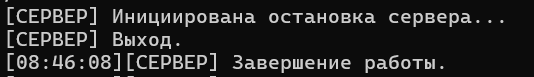 [СЕРВЕР] Инициирована остановка сервера...
[СЕРВЕР] Выход.
[08:46:08][СЕРВЕР] Завершение работы.